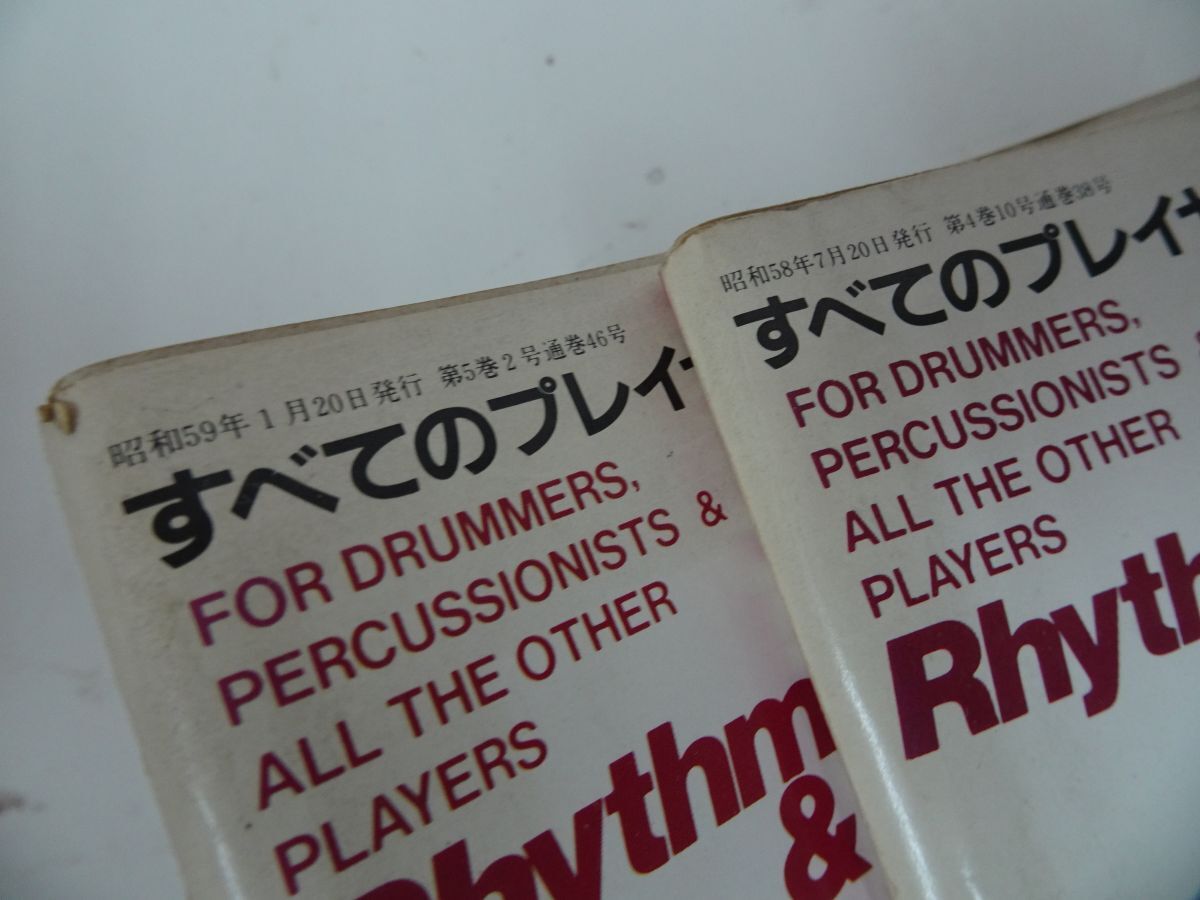 昭和59年1月20日発行 第5巻2号通巻46号
すべてのプレイ
FOR DRUMMERS,
PERCUSSIONISTS &
ALL THE OTHER
PLAYERS
Rhythm
&
昭和58年7月20日発行 第4巻10号通巻38号
すべてのプレイヤ
FOR DRUMMERS,
PERCUSSIONISTS
ALL THE OTHER
PLAYERS
Rhyth